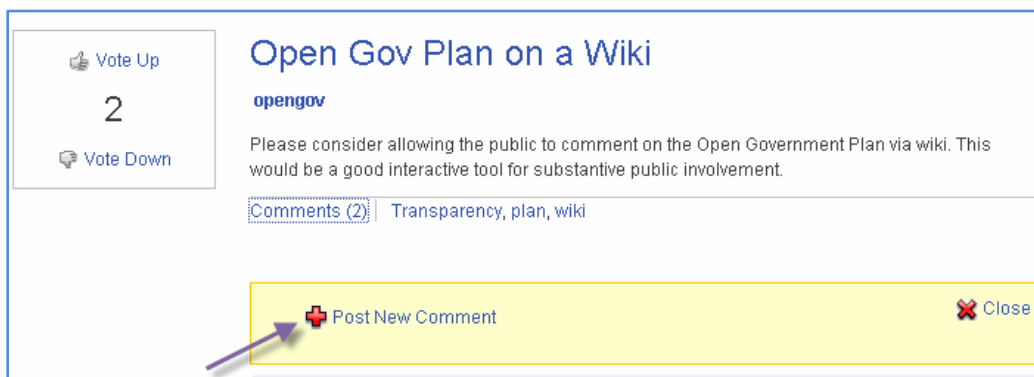 Vote Up
2
Vote Down
Open Gov Plan on a Wiki
opengov
Please consider allowing the public to comment on the Open Government Plan via wiki. This
would be a good interactive tool for substantive public involvement.
Comments (2) Transparency, plan, wiki
Post New Comment
Close